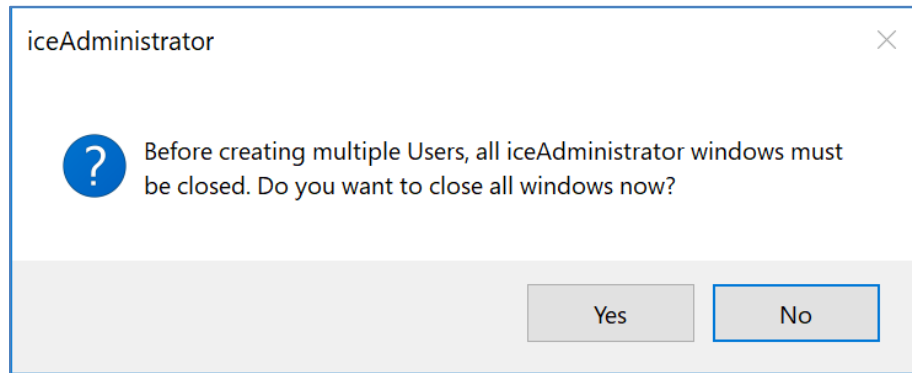 iceAdministrator
Before creating multiple Users, all iceAdministrator windows must
be closed. Do you want to close all windows now?
Yes
No